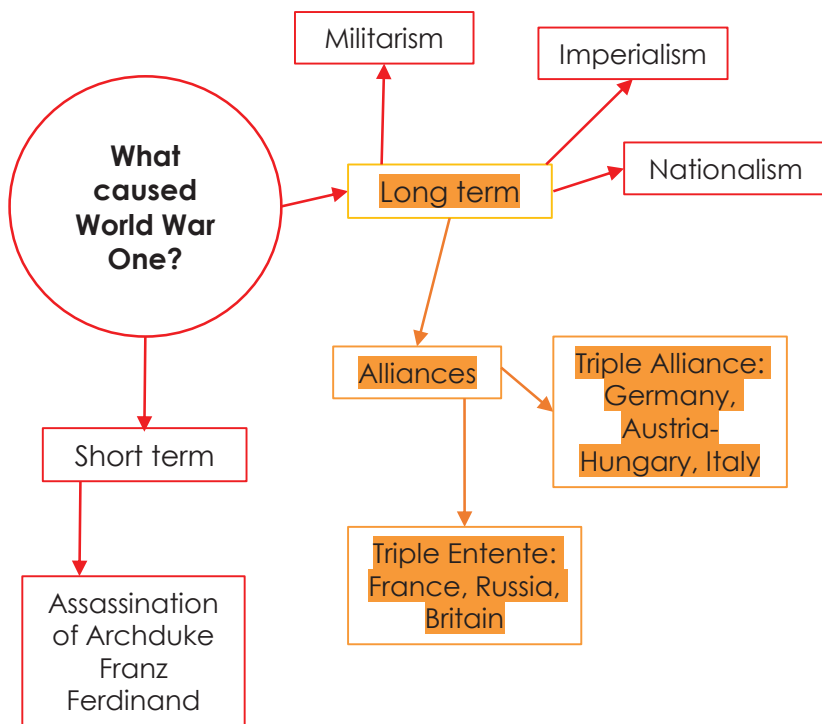 What
caused
World War
One?
Militarism
Imperialism
Nationalism
Long term
Alliances
Triple Alliance:
Germany,
Austria-
Hungary, Italy
Triple Entente:
France, Russia,
Britain
Short term
Assassination
of Archduke
Franz
Ferdinand